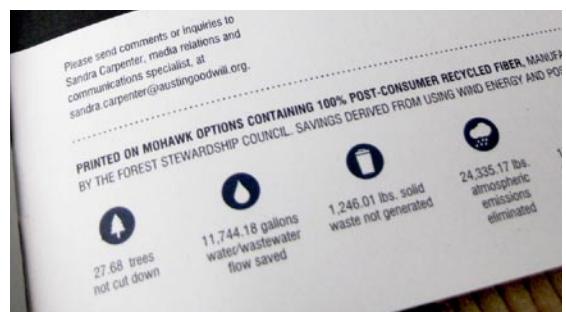 Please send comments or inquiries to
Sandra Carpenter, media relations and
communications specialist, at
sandra.carpenter@austingoodwill.org.
PRINTED ON MOHAWK OPTIONS CONTAINING 100% POST-CONSUMER RECYCLED FIBER,
BY THE FOREST STEWARDSHIP COUNCIL. SAVINGS DERIVED FROM USING WIND ENERGY AND
27.68 trees
not cut down
11,744.18 gallons
water/wastewater
flow saved
1,246.01 lbs. solid
waste not generated
24,335.17 lbs.
atmospheric
emissions
eliminated